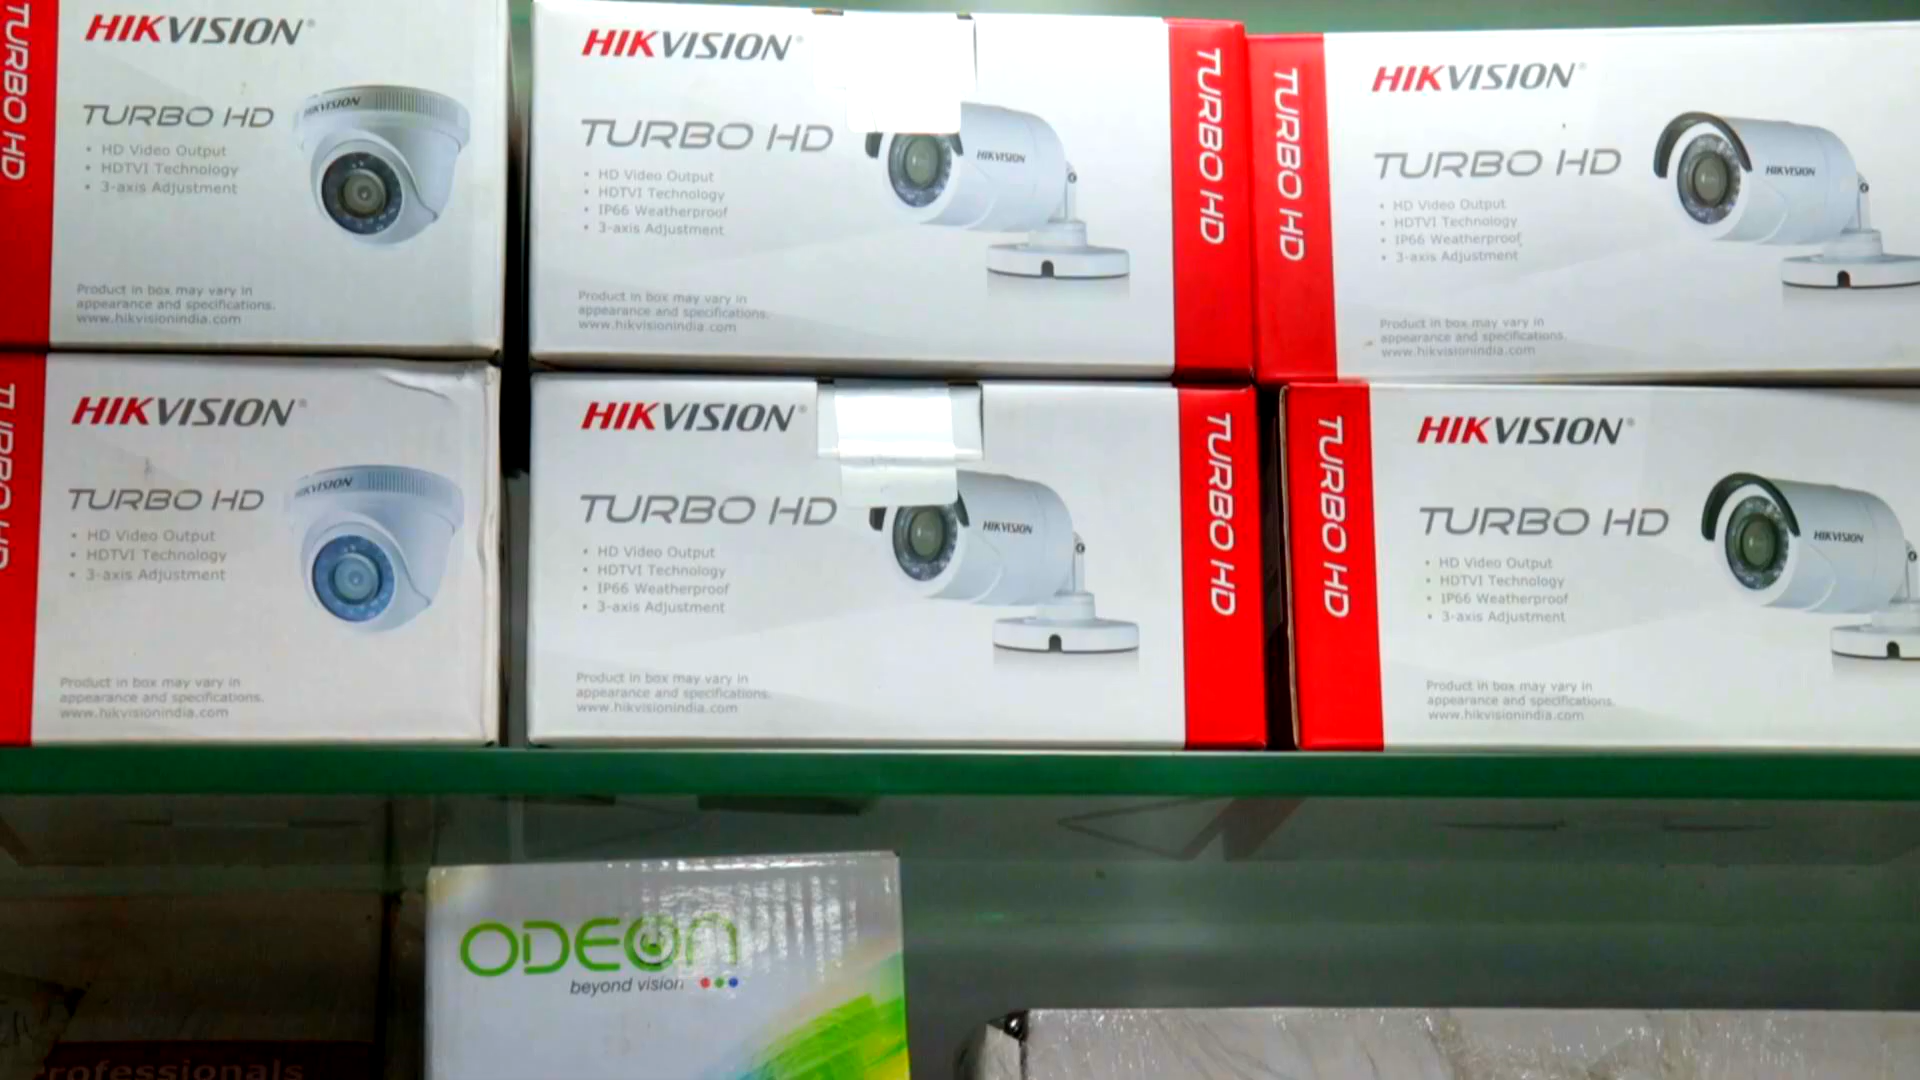 TURBO HD
HIKVISION®
TURBO HD
HIKVISION
• HD Video Output
• HDTVI Technology
• 3-axis Adjustment
Product in box may vary in
appearance and specifications.
www.hikvisionindia.com
HIKVISION®
TURBO HD
HIKVISION
• HD Video Output
• HDTVI Technology
• IP66 Weatherproof
• 3-axis Adjustment
Product in box may vary in
appearance and specifications.
www.hikvisionindia.com
TURBO HD
TURBO HD
HIKVISION®
TURBO HD
HIKVISION
• HD Video Output
• HDTVI Technology
• IP66 Weatherproof
• 3-axis Adjustment
Product in box may vary in
appearance and specifications.
www.hikvisionindia.com
TURBO HD
HIKVISION®
TURBO HD
HIKVISION
• HD Video Output
• HDTVI Technology
• 3-axis Adjustment
Product in box may vary in
appearance and specifications.
www.hikvisionindia.com
HIKVISION®
TURBO HD
HIKVISION
• HD Video Output
• HDTVI Technology
• IP66 Weatherproof
• 3-axis Adjustment
Product in box may vary in
appearance and specifications.
www.hikvisionindia.com
TURBO HD
TURBO HD
HIKVISION®
TURBO HD
HIKVISION
• HD Video Output
• HDTVI Technology
• IP66 Weatherproof
• 3-axis Adjustment
Product in box may vary in
appearance and specifications.
www.hikvisionindia.com
ODEON
beyond vision
rofessionals